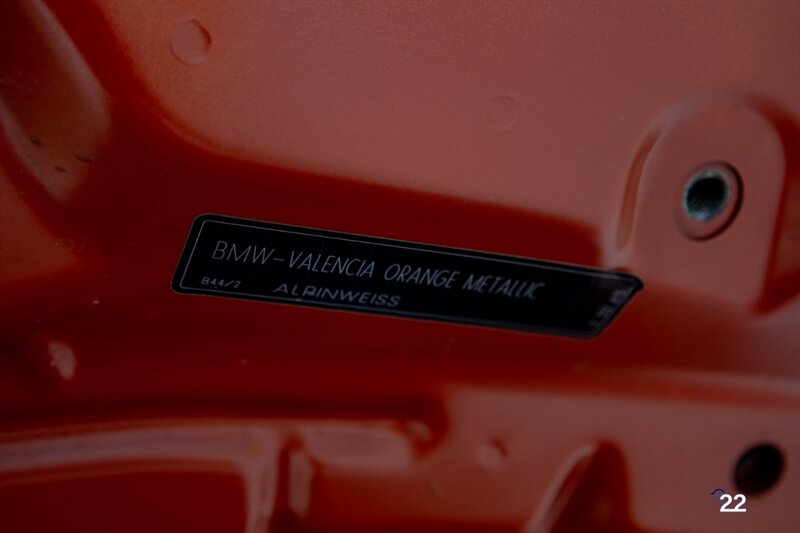 BMW-VALENCIA ORANGE METALLIC
B44/2 ALPINWEISS
22